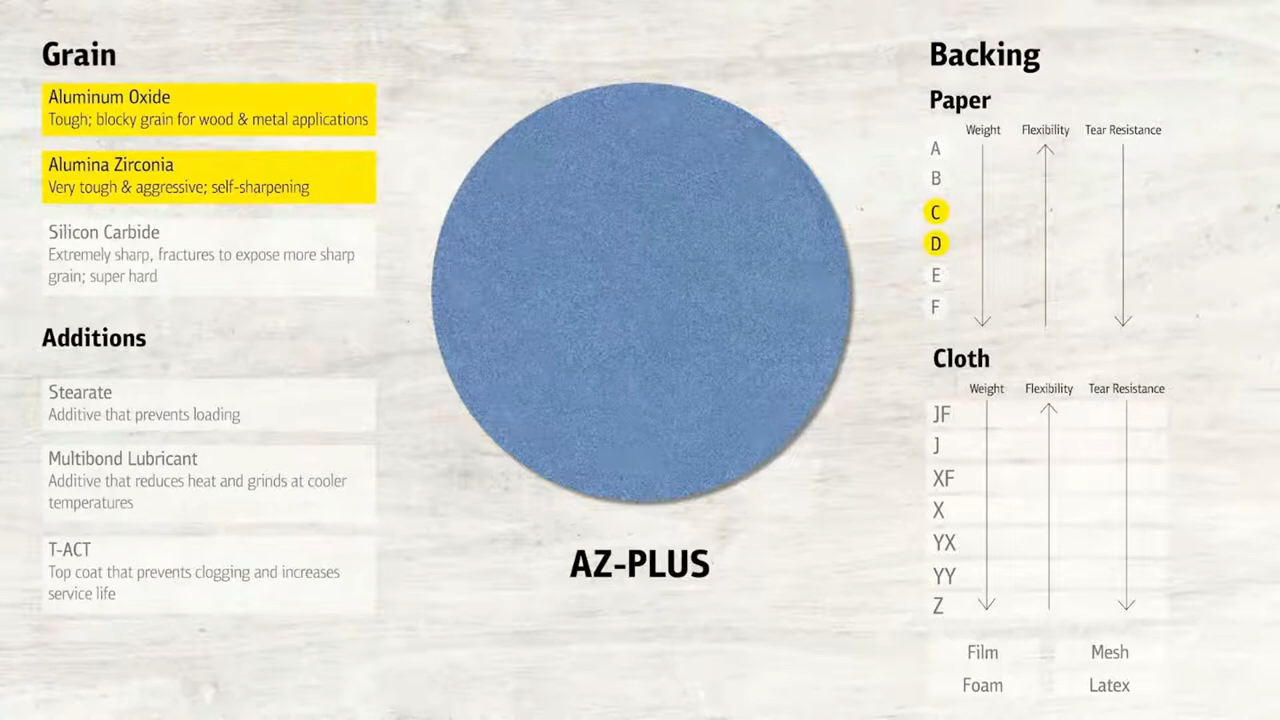 Grain
Aluminum Oxide
Tough; blocky grain for wood & metal applications
Alumina Zirconia
Very tough & aggressive; self-sharpening
Silicon Carbide
Extremely sharp, fractures to expose more sharp
grain; super hard
Additions
Stearate
Additive that prevents loading
Multibond Lubricant
Additive that reduces heat and grinds at cooler
temperatures
T-ACT
Top coat that prevents clogging and increases
service life
AZ-PLUS
Backing
Paper
Weight Flexibility Tear Resistance
A
B
C
D
E
F
Cloth
Weight Flexibility Tear Resistance
JF
J
XF
X
YX
YY
Z
Film Mesh
Foam Latex